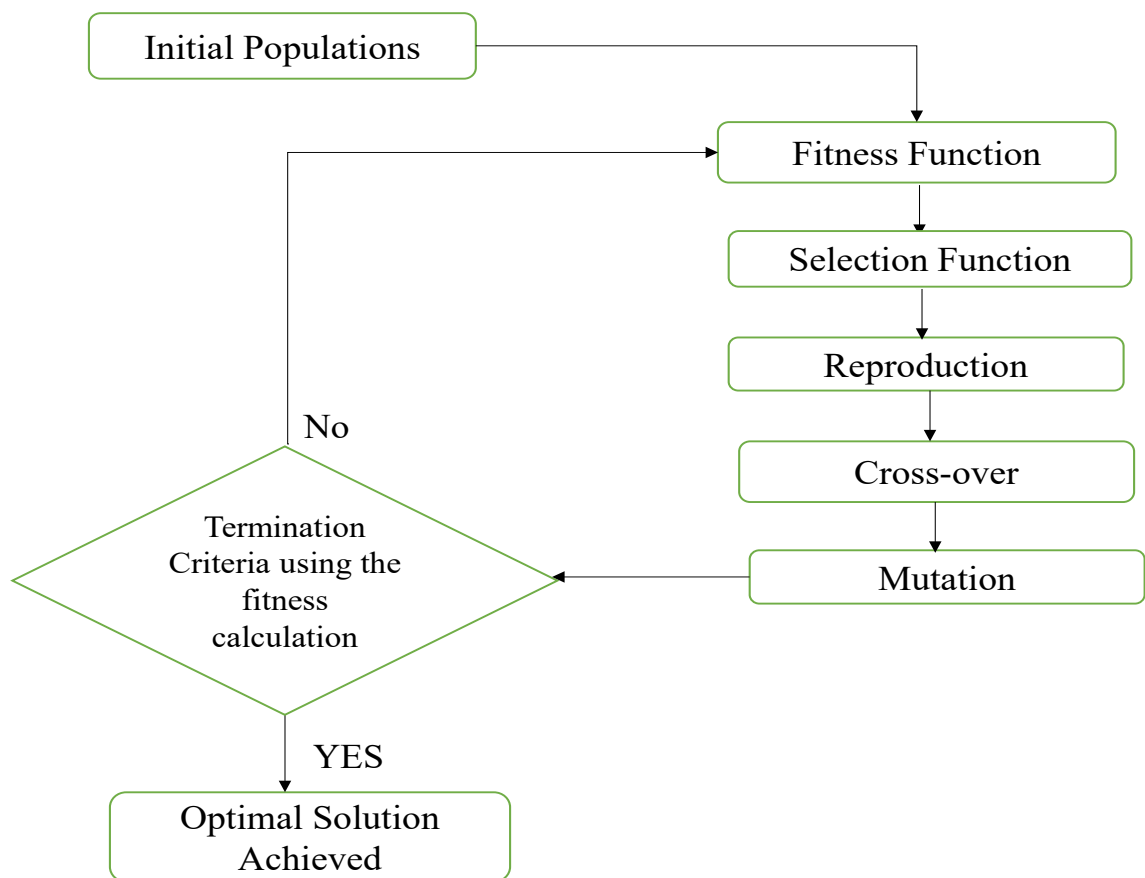 Initial Populations
Fitness Function
Selection Function
Reproduction
Cross-over
Mutation
No
Termination
Criteria using the
fitness
calculation
YES
Optimal Solution
Achieved